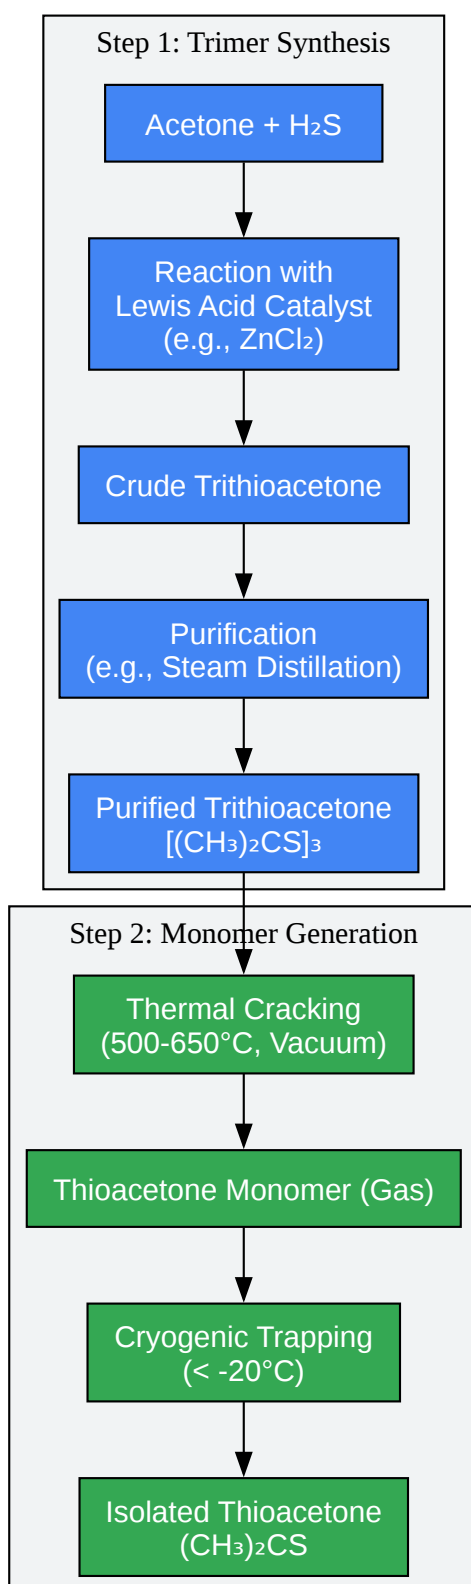 Step 1: Trimer Synthesis
Acetone + H₂S
Reaction with
Lewis Acid Catalyst
(e.g., ZnCl₂)
Crude Trithioacetone
Purification
(e.g., Steam Distillation)
Purified Trithioacetone
[(CH₃)₂CS]₃
Step 2: Monomer Generation
Thermal Cracking
(500-650°C, Vacuum)
Thioacetone Monomer (Gas)
Cryogenic Trapping
(< -20°C)
Isolated Thioacetone
(CH₃)₂CS